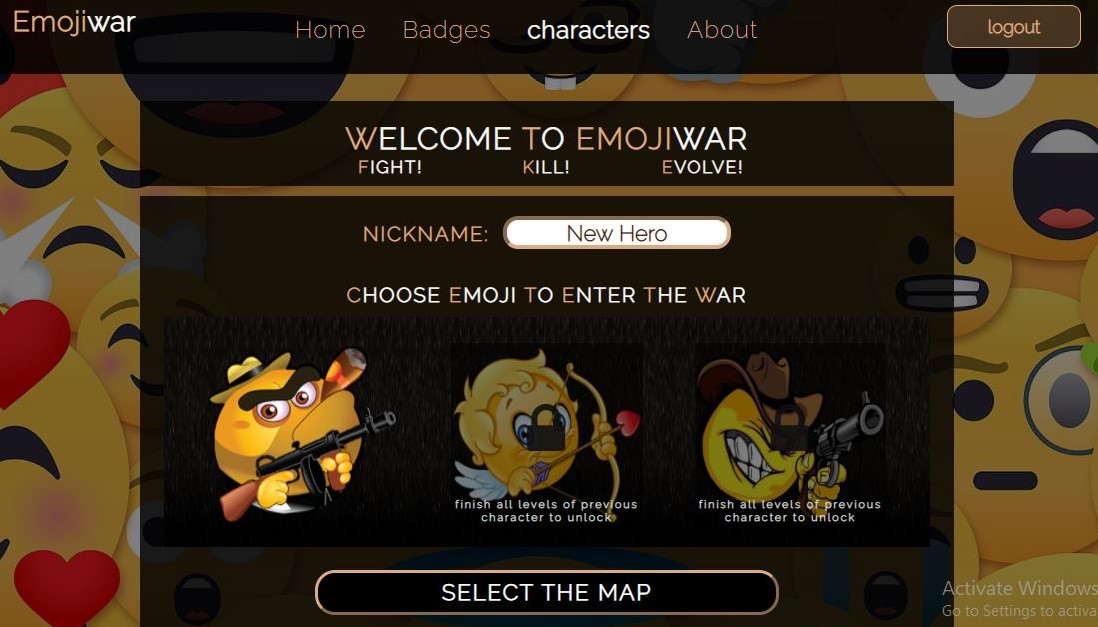 Emojiwar
Home Badges characters About
logout
WELCOME TO EMOJIWAR
FIGHT! KILL! EVOLVE!
NICKNAME: New Hero
CHOOSE EMOJI TO ENTER THE WAR
finish all levels of previous
character to unlock
finish all levels of previous
character to unlock
SELECT THE MAP
Activate Windows
Go to Settings to activa